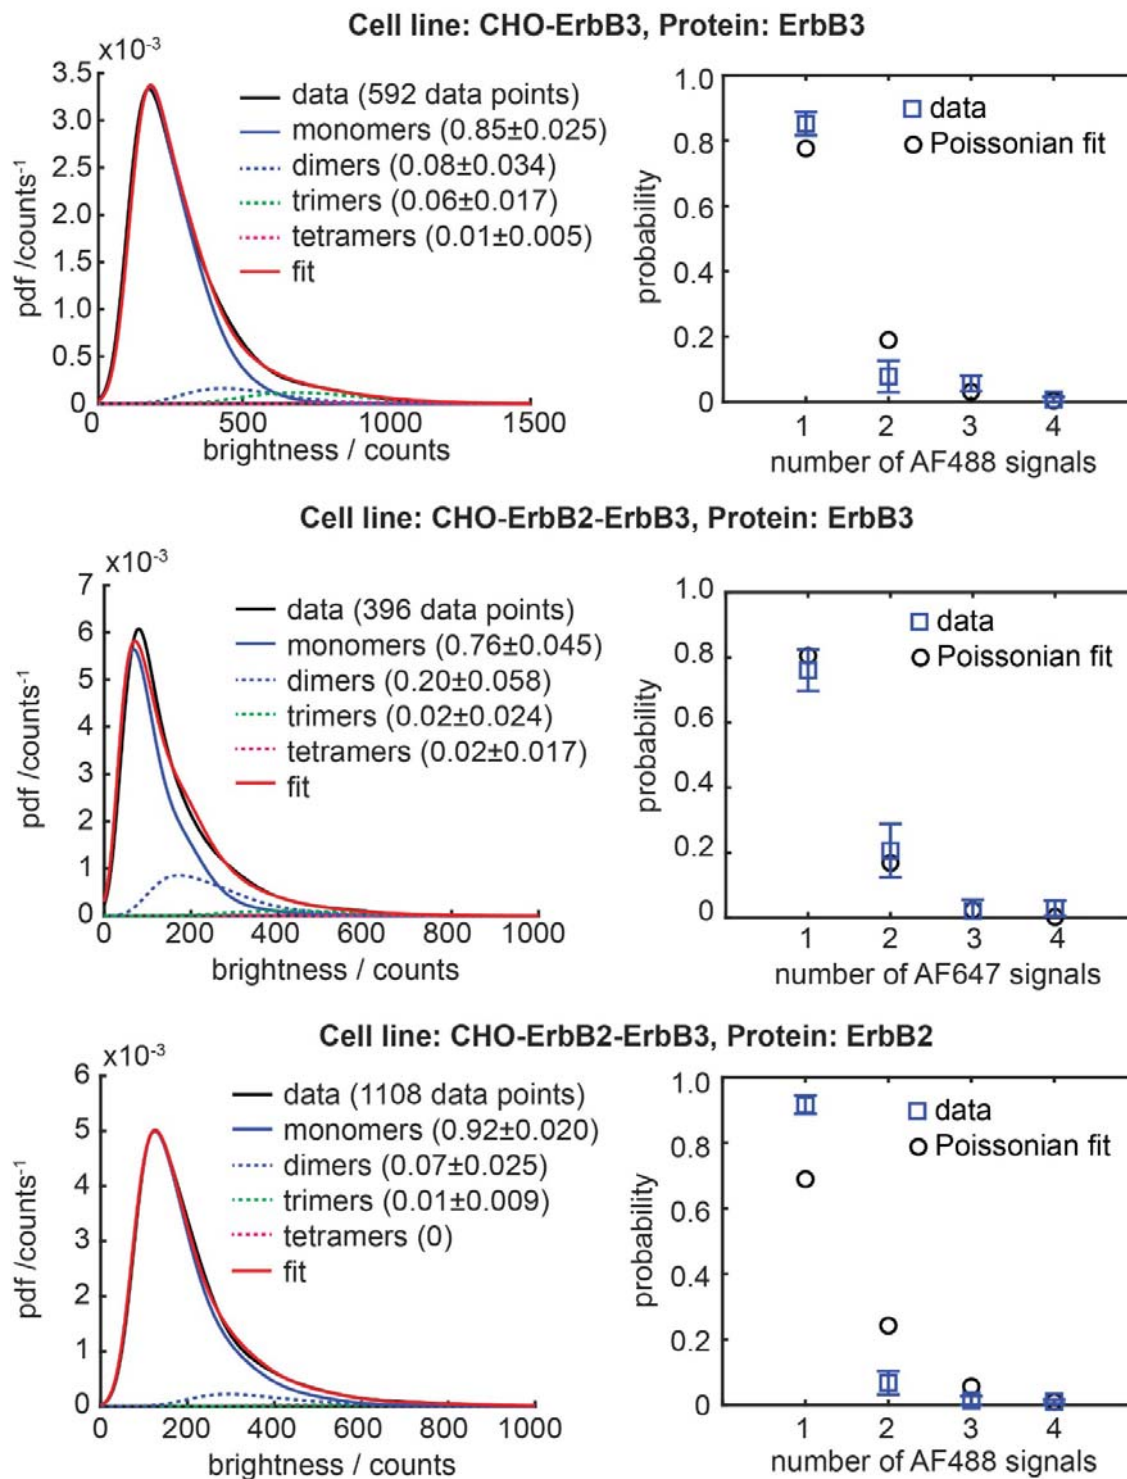 Cell line: CHO-ErbB3, Protein: ErbB3
x10⁻³
3.5
3.0
2.5
2.0
3.5
1.0
0.5
0
pdf /counts⁻¹
data (592 data points)
monomers (0.85±0.025)
dimers (0.08±0.034)
trimers (0.06±0.017)
tetramers (0.01±0.005)
fit
0 500 1000 1500
brightness / counts
1.0
0.8
0.6
0.4
0.2
0
probability
data
Poissonian fit
1 2 3 4
number of AF488 signals
Cell line: CHO-ErbB2-ErbB3, Protein: ErbB3
x10⁻³
7
6
5
4
3
2
1
0
pdf /counts⁻¹
data (396 data points)
monomers (0.76±0.045)
dimers (0.20±0.058)
trimers (0.02±0.024)
tetramers (0.02±0.017)
fit
0 200 400 600 800 1000
brightness / counts
1.0
0.8
0.6
0.4
0.2
0
probability
data
Poissonian fit
1 2 3 4
number of AF647 signals
Cell line: CHO-ErbB2-ErbB3, Protein: ErbB2
x10⁻³
6
5
4
3
2
1
0
pdf /counts⁻¹
data (1108 data points)
monomers (0.92±0.020)
dimers (0.07±0.025)
trimers (0.01±0.009)
tetramers (0)
fit
0 200 400 600 800 1000
brightness / counts
1.0
0.8
0.6
0.4
0.2
0
probability
data
Poissonian fit
1 2 3 4
number of AF488 signals